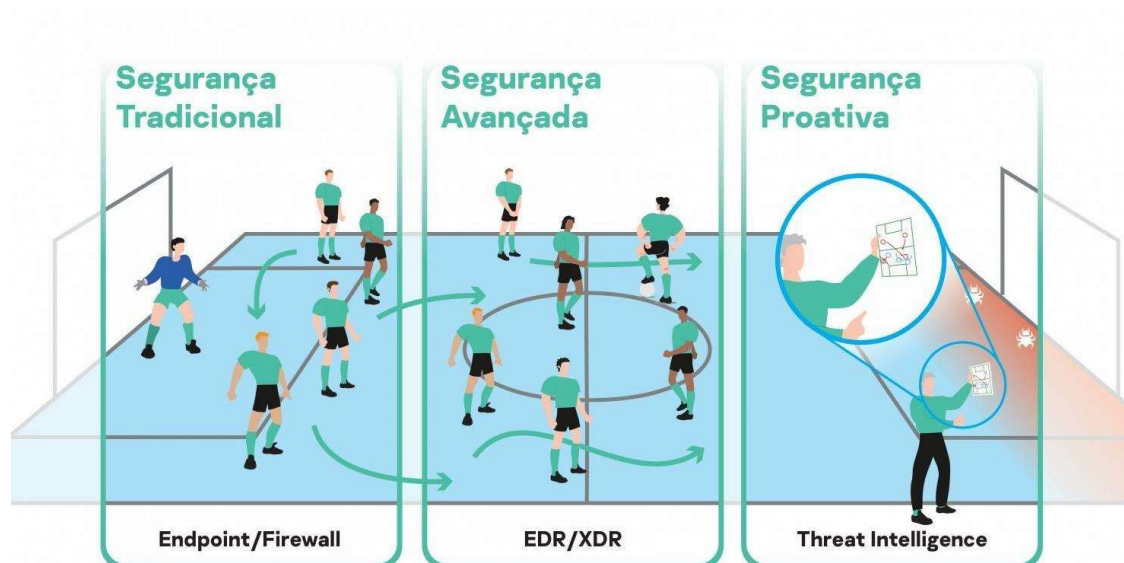 Segurança
Tradicional
Segurança
Avançada
Segurança
Proativa
Endpoint/Firewall
EDR/XDR
Threat Intelligence